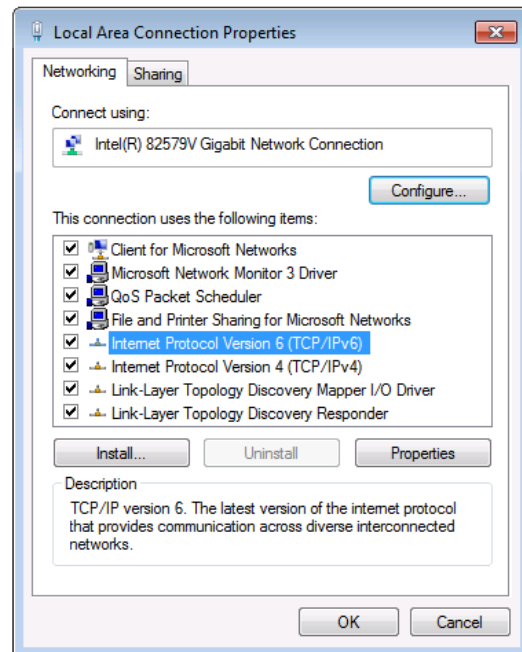 Local Area Connection Properties
Networking Sharing
Connect using:
Intel(R) 82579V Gigabit Network Connection
Configure...
This connection uses the following items:
Client for Microsoft Networks
Microsoft Network Monitor 3 Driver
QoS Packet Scheduler
File and Printer Sharing for Microsoft Networks
Internet Protocol Version 6 (TCP/IPv6)
Internet Protocol Version 4 (TCP/IPv4)
Link-Layer Topology Discovery Mapper I/O Driver
Link-Layer Topology Discovery Responder
Install... Uninstall Properties
Description
TCP/IP version 6. The latest version of the internet protocol
that provides communication across diverse interconnected
networks.
OK Cancel